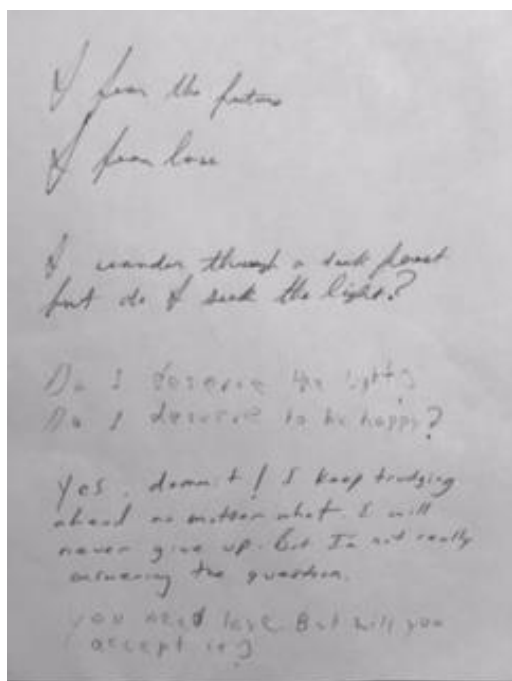 I fear the future
I fear love
I wander through a dark forest
but do I seek the light?
Do I deserve the light?
Do I deserve to be happy?
Yes, damnit! I keep trudging
ahead no matter what. I will
never give up. But I'm not really
answering the question.
You need love. But will you
accept it?